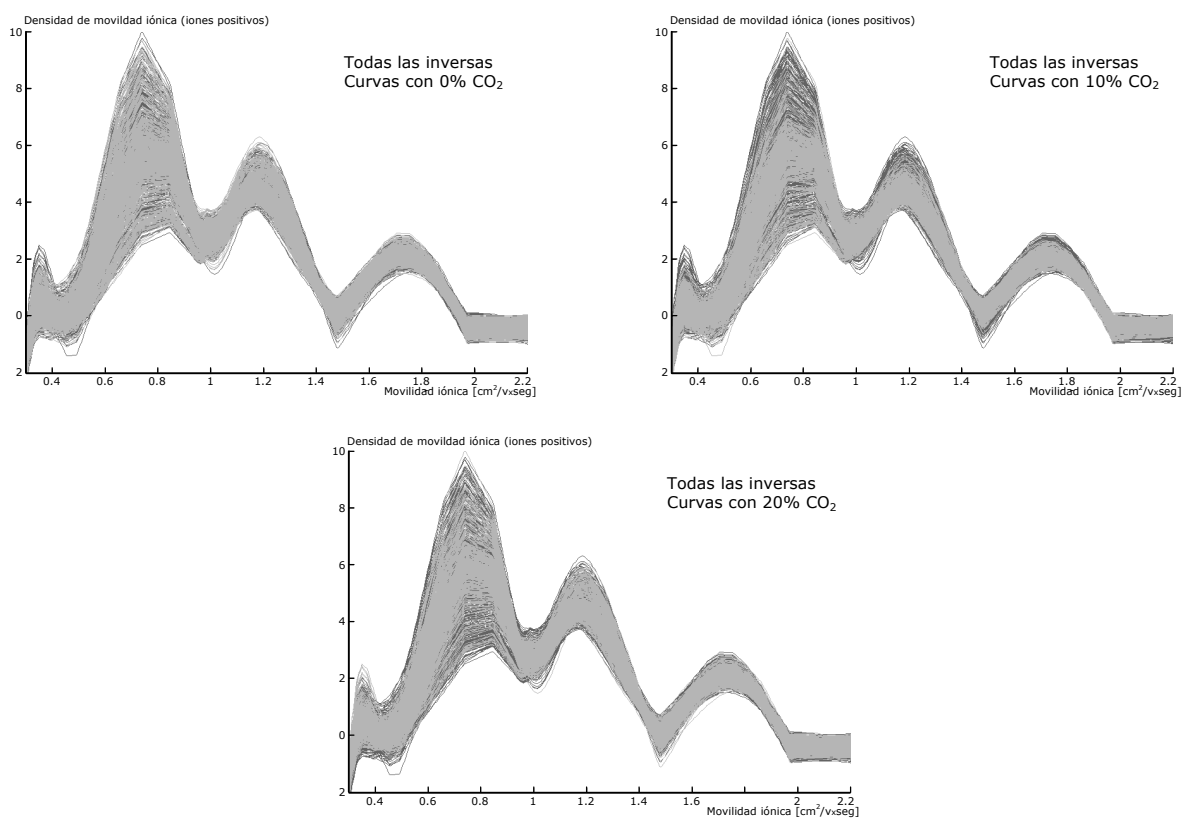 Densidad de movildad iónica (iones positivos)
10
8
6
4
2
0
2
0.4 0.6 0.8 1 1.2 1.4 1.6 1.8 2 2.2
Movilidad iónica [cm²/vxseg]
Todas las inversas
Curvas con 0% CO₂
Densidad de movildad iónica (iones positivos)
10
8
6
4
2
0
2
0.4 0.6 0.8 1 1.2 1.4 1.6 1.8 2 2.2
Movilidad iónica [cm²/vxseg]
Todas las inversas
Curvas con 10% CO₂
Densidad de movildad iónica (iones positivos)
10
8
6
4
2
0
2
0.4 0.6 0.8 1 1.2 1.4 1.6 1.8 2 2.2
Movilidad iónica [cm²/vxseg]
Todas las inversas
Curvas con 20% CO₂